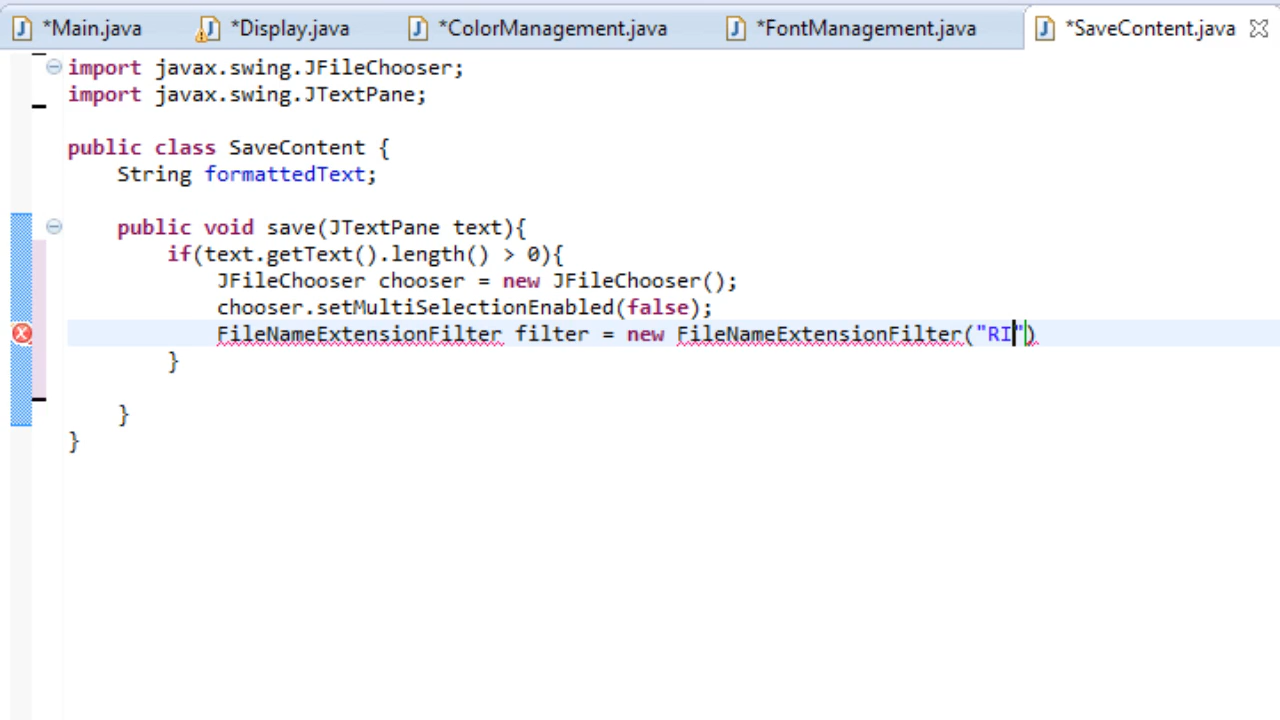 *Main.java *Display.java *ColorManagement.java *FontManagement.java *SaveContent.java
import javax.swing.JFileChooser;
import javax.swing.JTextPane;
public class SaveContent {
String formattedText;
public void save(JTextPane text){
if(text.getText().length() > 0){
JFileChooser chooser = new JFileChooser();
chooser.setMultiSelectionEnabled(false);
FileNameExtensionFilter filter = new FileNameExtensionFilter("RI")
}
}
}